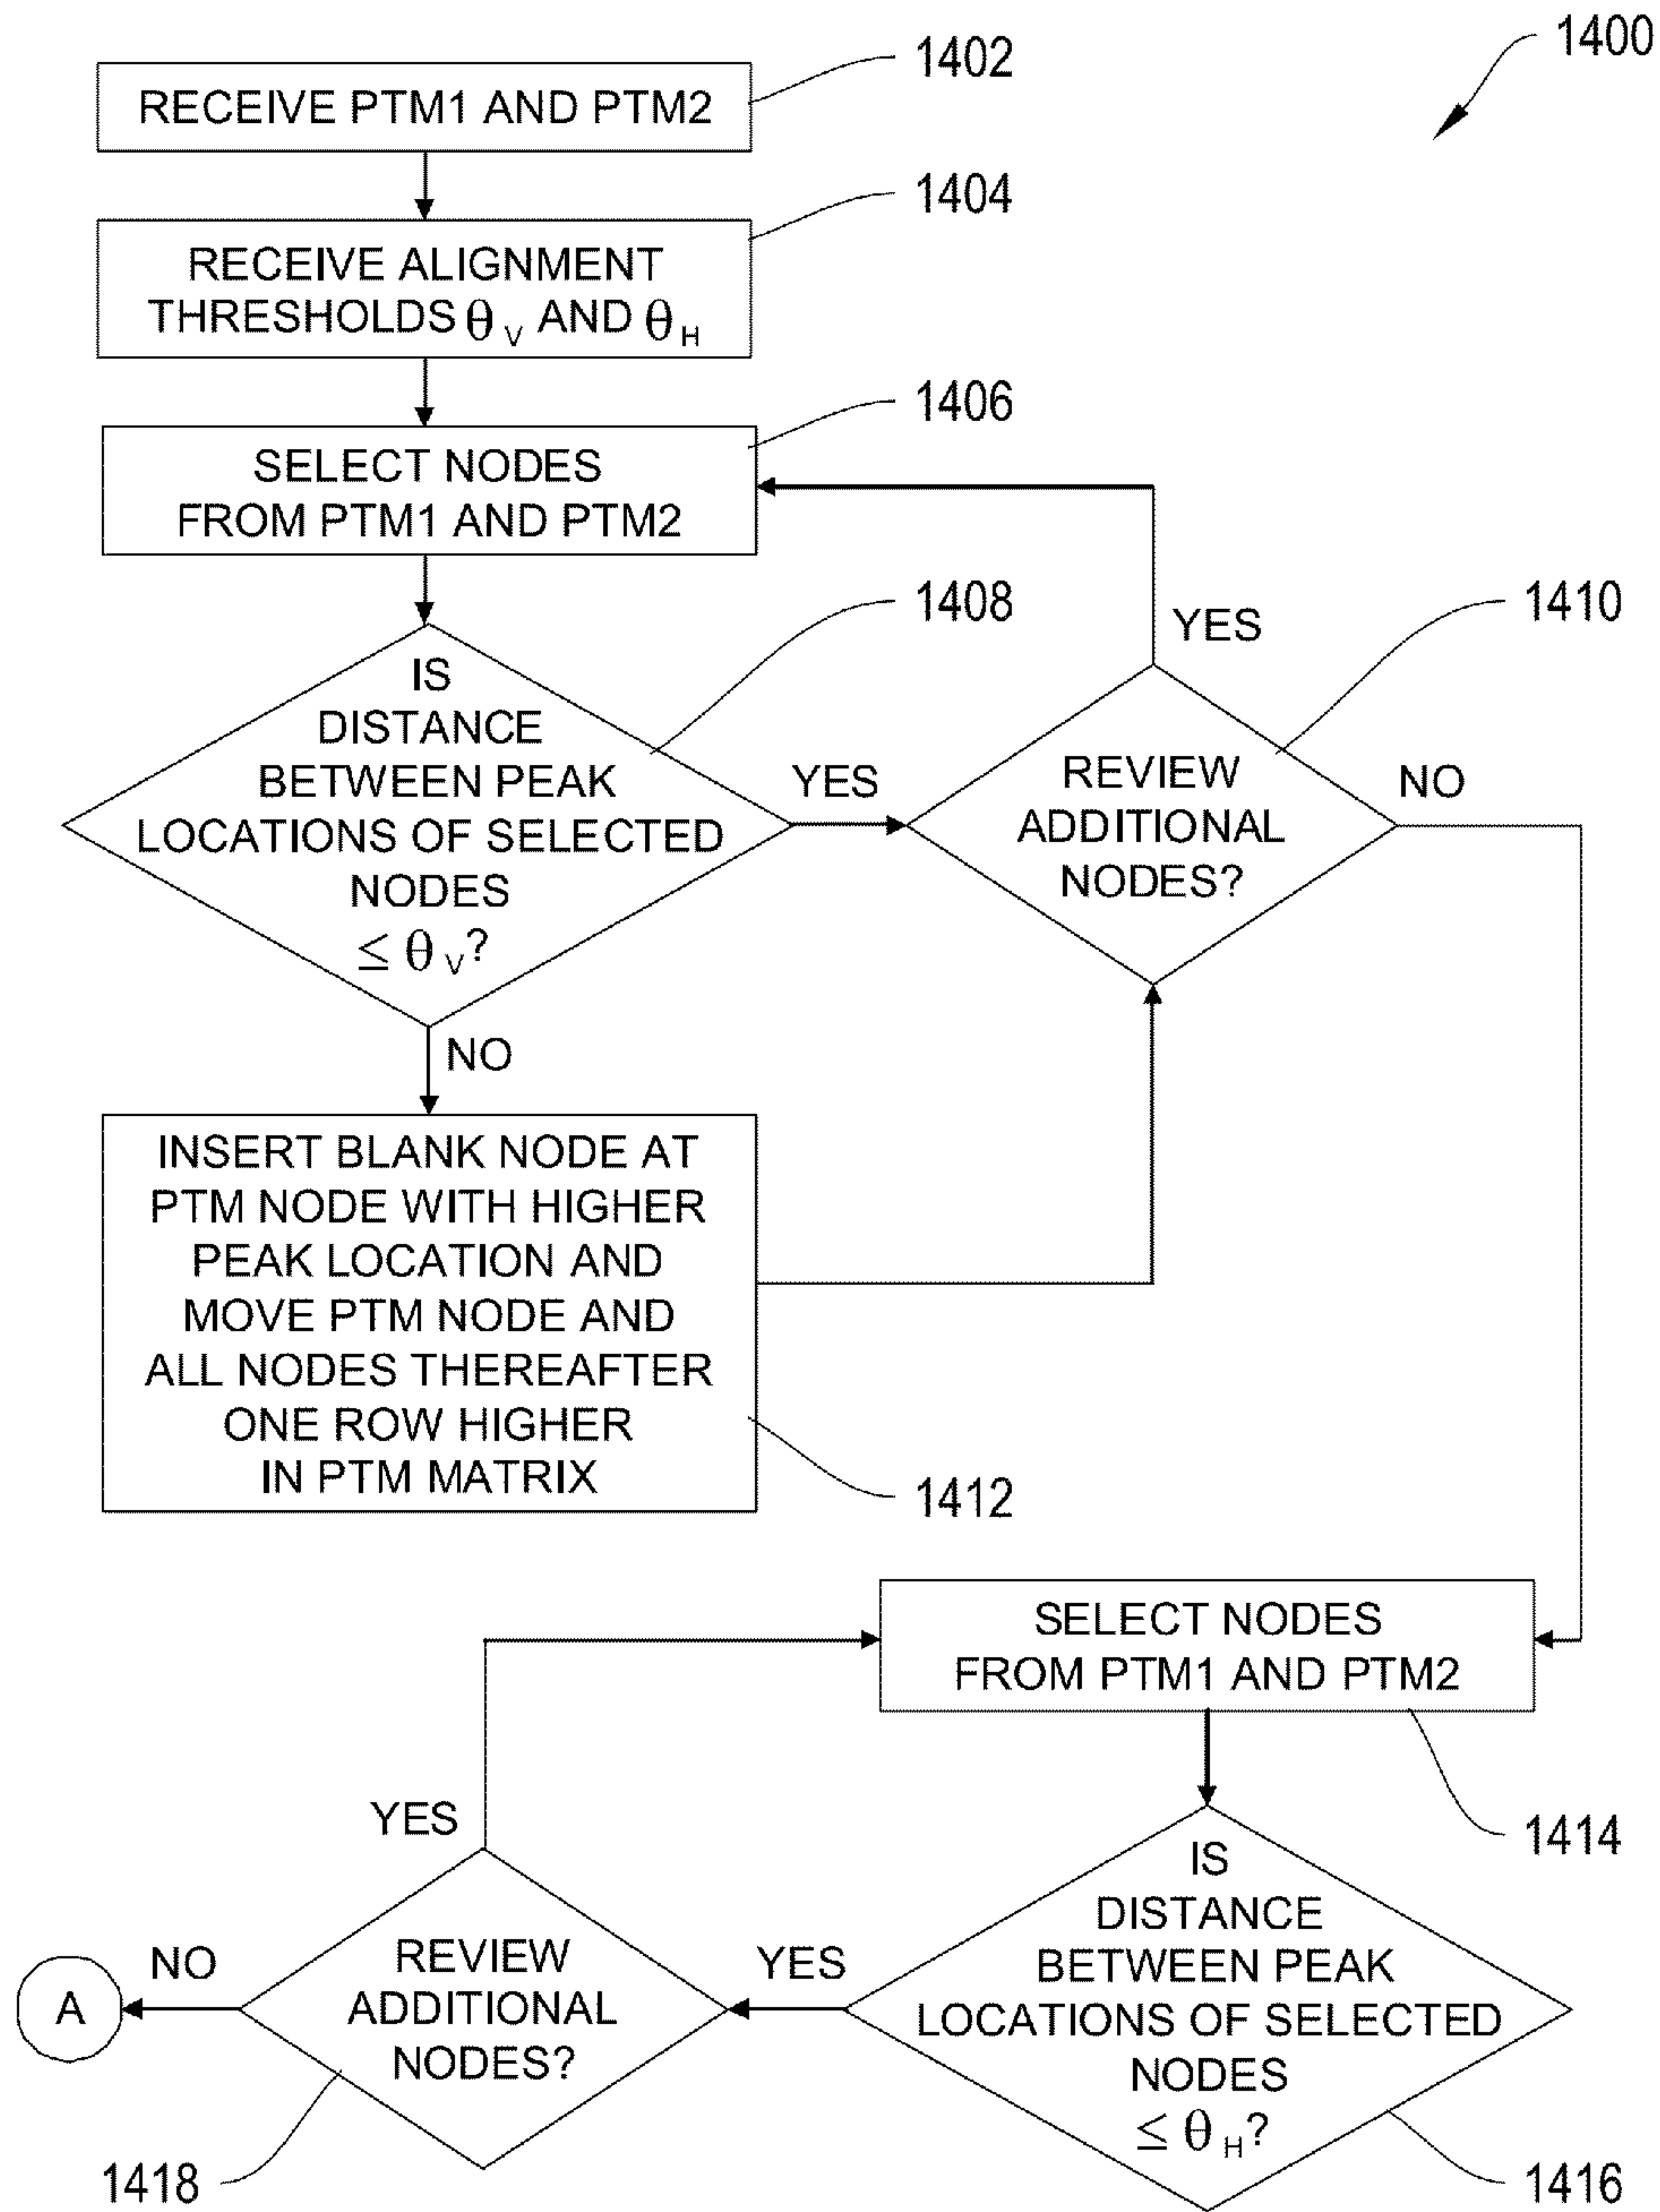 1400
1402
RECEIVE PTM1 AND PTM2
1404
RECEIVE ALIGNMENT
THRESHOLDS θV AND θH
1406
SELECT NODES
FROM PTM1 AND PTM2
1408
IS
DISTANCE
BETWEEN PEAK
LOCATIONS OF SELECTED
NODES
≤ θV?
YES
NO
1410
YES
REVIEW
ADDITIONAL
NODES?
NO
INSERT BLANK NODE AT
PTM NODE WITH HIGHER
PEAK LOCATION AND
MOVE PTM NODE AND
ALL NODES THEREAFTER
ONE ROW HIGHER
IN PTM MATRIX
1412
SELECT NODES
FROM PTM1 AND PTM2
1414
IS
DISTANCE
BETWEEN PEAK
LOCATIONS OF SELECTED
NODES
≤ θH?
1416
YES
YES
REVIEW
ADDITIONAL
NODES?
1418
NO
A